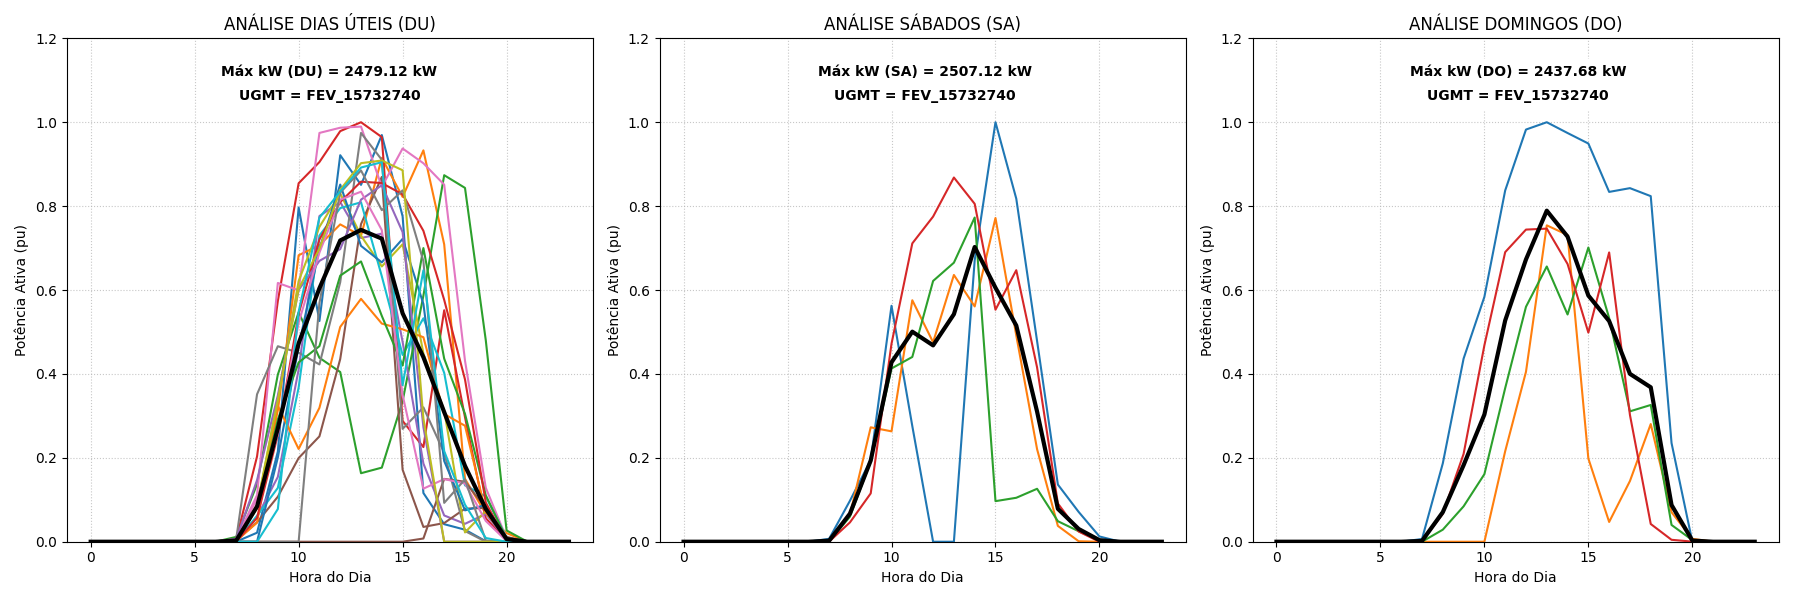 ANÁLISE DIAS ÚTEIS (DU)
1.2
1.0
0.8
0.6
0.4
0.2
0.0
Potência Ativa (pu)
Máx kW (DU) = 2479.12 kW
UGMT = FEV_15732740
0
5
10
15
20
Hora do Dia
ANÁLISE SÁBADOS (SA)
1.2
1.0
0.8
0.6
0.4
0.2
0.0
Potência Ativa (pu)
Máx kW (SA) = 2507.12 kW
UGMT = FEV_15732740
0
5
10
15
20
Hora do Dia
ANÁLISE DOMINGOS (DO)
1.2
1.0
0.8
0.6
0.4
0.2
0.0
Potência Ativa (pu)
Máx kW (DO) = 2437.68 kW
UGMT = FEV_15732740
0
5
10
15
20
Hora do Dia